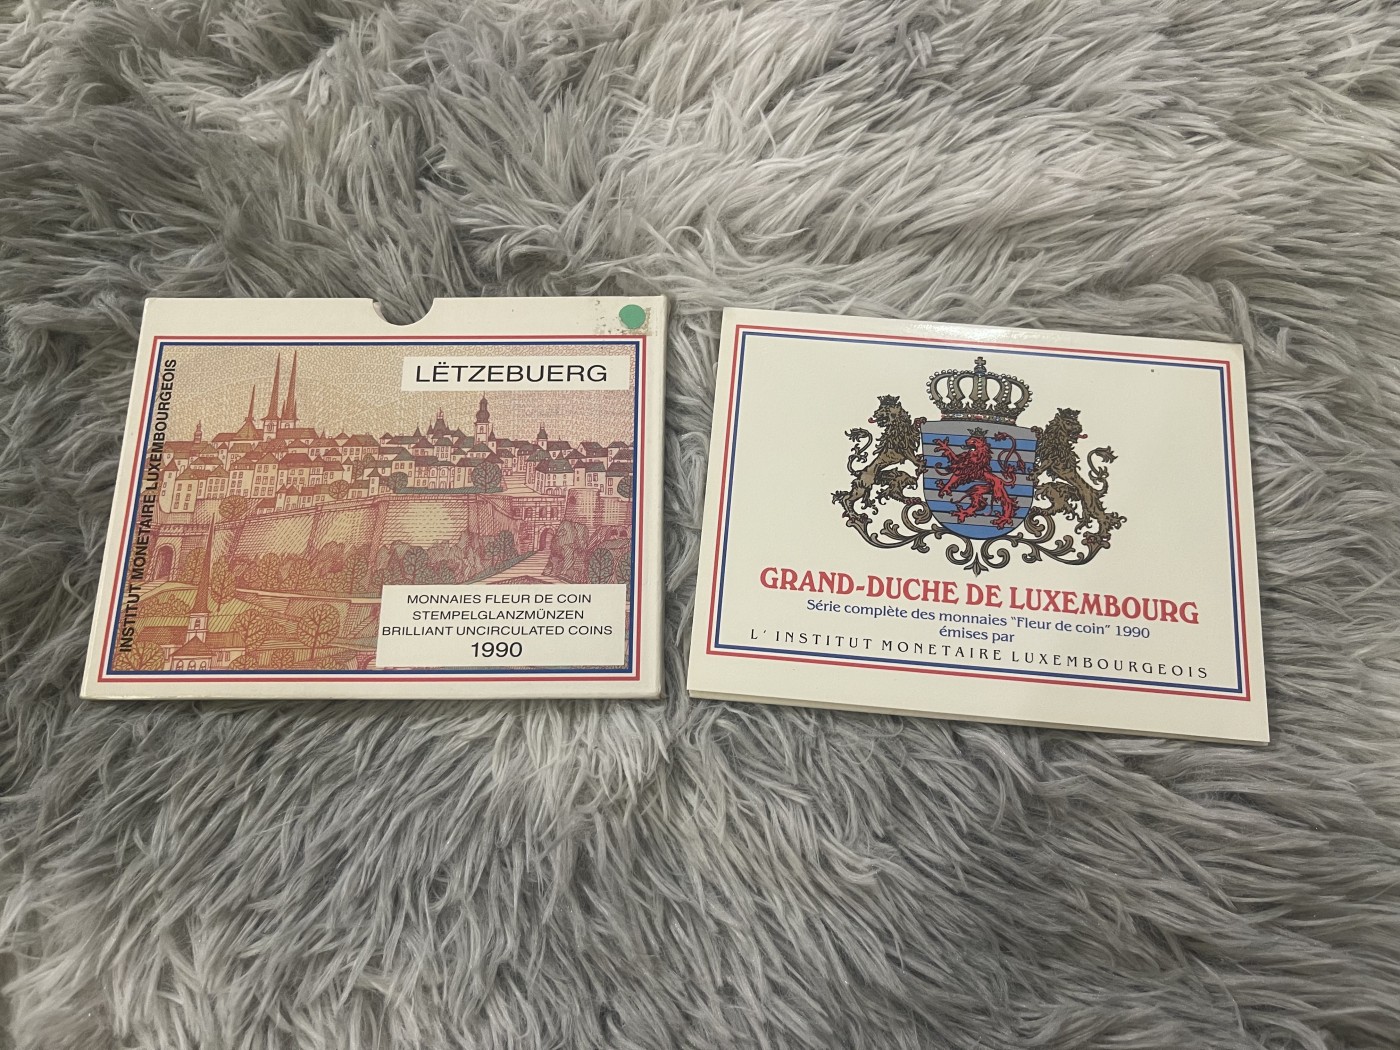 LËTZEBUERG
INSTITUT MONETAIRE LUXEMBOURGEOIS
MONNAIES FLEUR DE COIN
STEMPELGLANZMÜNZEN
BRILLIANT UNCIRCULATED COINS
1990
GRAND-DUCHE DE LUXEMBOURG
Série complète des monnaies "Fleur de coin" 1990
émises par
L'INSTITUT MONETAIRE LUXEMBOURGEOIS